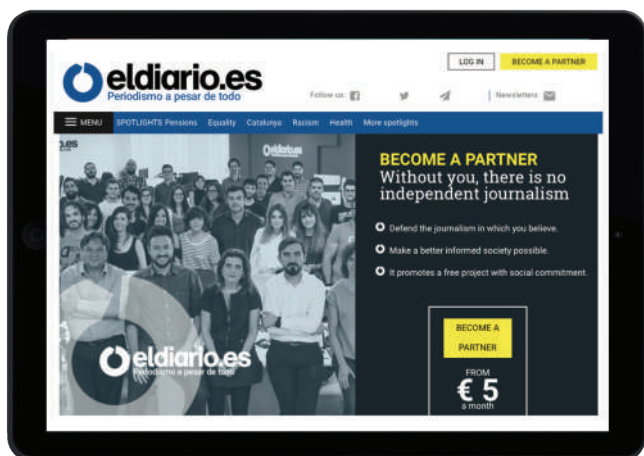 LOG IN
BECOME A PARTNER
eldiario.es
Periodismo a pesar de todo
Follow us:
Newsletters
MENU
SPOTLIGHTS Pensions Equality Catalunya Racism Health More spotlights
eldiario.es
BECOME A PARTNER
Without you, there is no
independent journalism
Defend the journalism in which you believe.
Make a better informed society possible.
It promotes a free project with social commitment.
eldiario.es
Periodismo a pesar de todo
BECOME A
PARTNER
FROM
€ 5
a month